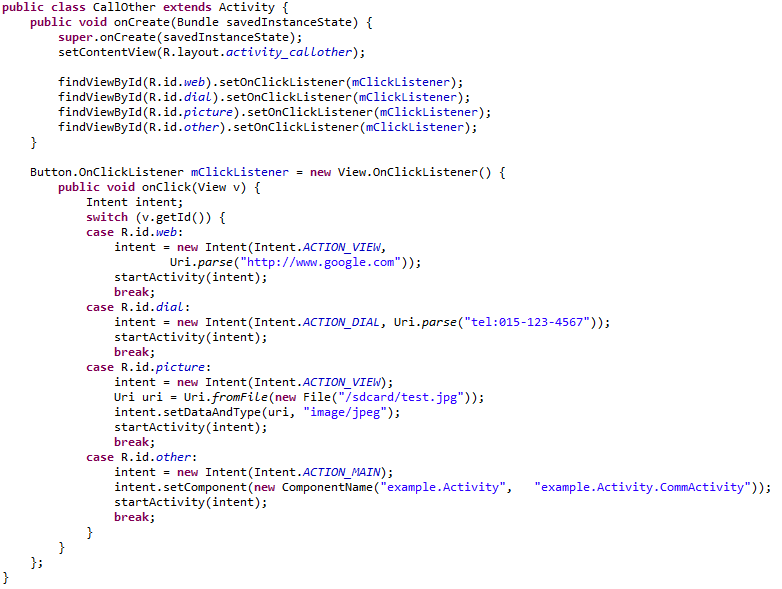 public class CallOther extends Activity {
    public void onCreate(Bundle savedInstanceState) {
        super.onCreate(savedInstanceState);
        setContentView(R.layout.activity_callother);

        findViewById(R.id.web).setOnClickListener(mClickListener);
        findViewById(R.id.dial).setOnClickListener(mClickListener);
        findViewById(R.id.picture).setOnClickListener(mClickListener);
        findViewById(R.id.other).setOnClickListener(mClickListener);
    }

    Button.OnClickListener mClickListener = new View.OnClickListener() {
        public void onClick(View v) {
            Intent intent;
            switch (v.getId()) {
            case R.id.web:
                intent = new Intent(Intent.ACTION_VIEW,
                        Uri.parse("http://www.google.com"));
                startActivity(intent);
                break;
            case R.id.dial:
                intent = new Intent(Intent.ACTION_DIAL, Uri.parse("tel:015-123-4567"));
                startActivity(intent);
                break;
            case R.id.picture:
                intent = new Intent(Intent.ACTION_VIEW);
                Uri uri = Uri.fromFile(new File("/sdcard/test.jpg"));
                intent.setDataAndType(uri, "image/jpeg");
                startActivity(intent);
                break;
            case R.id.other:
                intent = new Intent(Intent.ACTION_MAIN);
                intent.setComponent(new ComponentName("example.Activity",   "example.Activity.CommActivity"));
                startActivity(intent);
                break;
            }
        }
    };
}